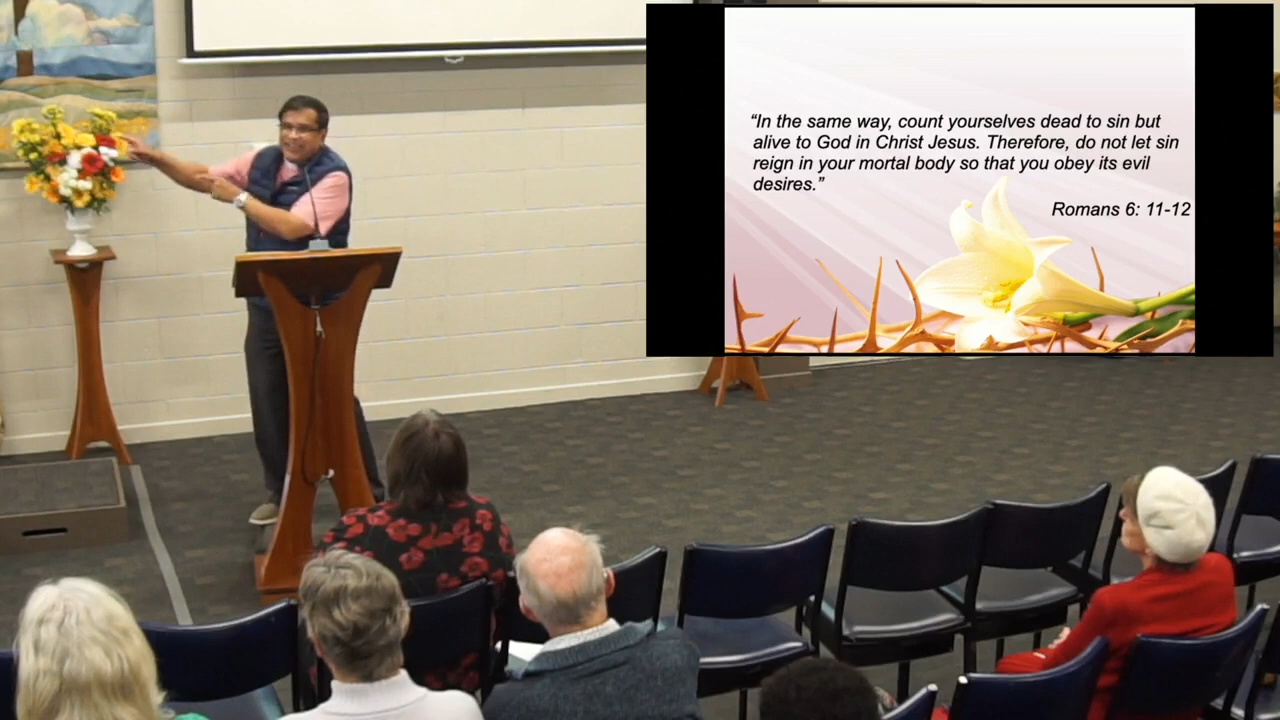 “In the same way, count yourselves dead to sin but
alive to God in Christ Jesus. Therefore, do not let sin
reign in your mortal body so that you obey its evil
desires.”
Romans 6: 11-12